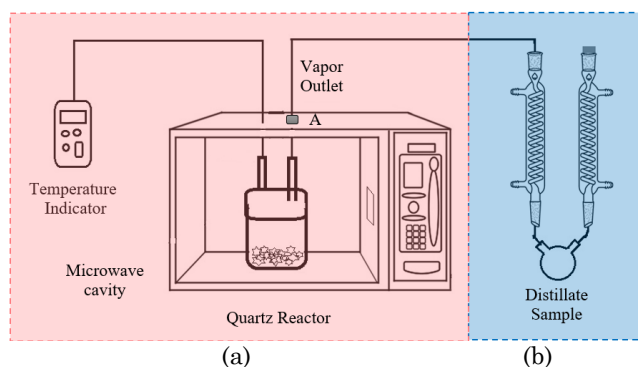 Vapor
Outlet
A
Temperature
Indicator
Microwave
cavity
Quartz Reactor
Distillate
Sample
(a)
(b)